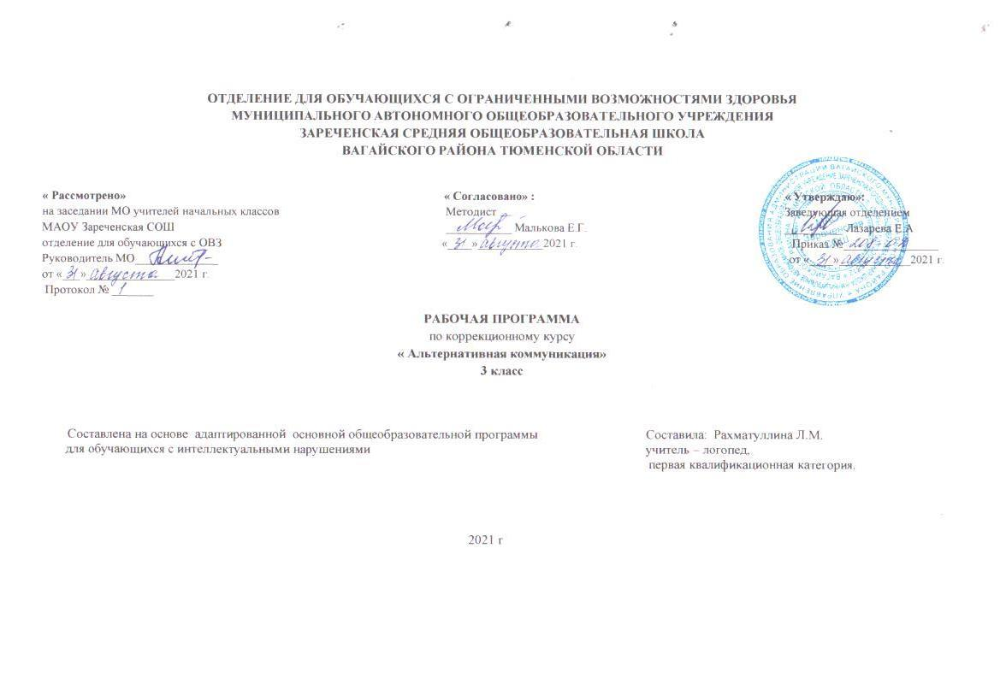 ОТДЕЛЕНИЕ ДЛЯ ОБУЧАЮЩИХСЯ С ОГРАНИЧЕННЫМИ ВОЗМОЖНОСТЯМИ ЗДОРОВЬЯ
МУНИЦИПАЛЬНОГО АВТОНОМНОГО ОБЩЕОБРАЗОВАТЕЛЬНОГО УЧРЕЖДЕНИЯ
ЗАРЕЧЕНСКАЯ СРЕДНЯЯ ОБЩЕОБРАЗОВАТЕЛЬНАЯ ШКОЛА
ВАГАЙСКОГО РАЙОНА ТЮМЕНСКОЙ ОБЛАСТИ
« Рассмотрено»
на заседании МО учителей начальных классов
МАОУ Зареченская СОШ
отделение для обучающихся с ОВЗ
Руководитель МО
от « 31 » августа 2021 г.
Протокол № 1
« Согласовано» :
Методист
Малькова Е.Г.
« 31 » августа 2021 г.
« Утверждаю»:
Заведующая отделением
Лазарева Е.А
Приказ № 208-од
от « 31 » августа 2021 г.
РАБОЧАЯ ПРОГРАММА
по коррекционному курсу
« Альтернативная коммуникация»
3 класс
Составлена на основе адаптированной основной общеобразовательной программы
для обучающихся с интеллектуальными нарушениями
Составила: Рахматуллина Л.М.
учитель – логопед,
первая квалификационная категория.
2021 г